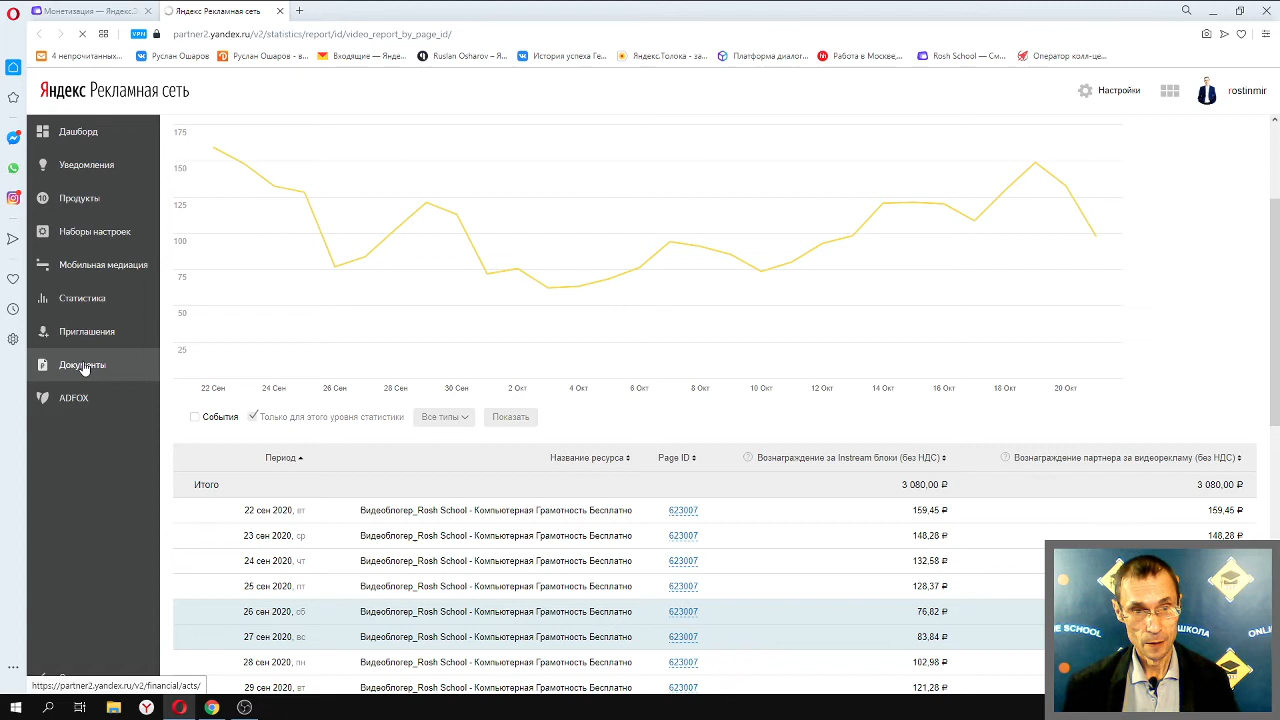 Монетизация — Яндекс.Э
Яндекс Рекламная сеть
VPN
partner2.yandex.ru/v2/statistics/report/id/video_report_by_page_id/
4 непрочитанных...
Руслан Ошаров
Руслан Ошаров - в...
Входящие — Янде...
Ruslan Osharov – Я...
История успеха Ге...
Яндекс.Толока - за...
Платформа диалог...
Работа в Москве,...
Rosh School — См...
Оператор колл-це...
Яндекс Рекламная сеть
Настройки
rostinmir
Дашборд
Уведомления
Продукты
Наборы настроек
Мобильная медиация
Статистика
Приглашения
Документы
ADFOX
175
150
125
100
75
50
25
22 Сен
24 Сен
26 Сен
28 Сен
30 Сен
2 Окт
4 Окт
6 Окт
8 Окт
10 Окт
12 Окт
14 Окт
16 Окт
18 Окт
20 Окт
События
Только для этого уровня статистики
Все типы
Показать
Период Название ресурса Page ID Вознаграждение за Instream блоки (без НДС) Вознаграждение партнера за видеорекламу (без НДС)
Итого 3 080,00 ₽ 3 080,00 ₽
22 сен 2020, вт Видеоблогер_Rosh School - Компьютерная Грамотность Бесплатно 623007 159,45 ₽ 159,45 ₽
23 сен 2020, ср Видеоблогер_Rosh School - Компьютерная Грамотность Бесплатно 623007 148,28 ₽ 148,28 ₽
24 сен 2020, чт Видеоблогер_Rosh School - Компьютерная Грамотность Бесплатно 623007 132,58 ₽
25 сен 2020, пт Видеоблогер_Rosh School - Компьютерная Грамотность Бесплатно 623007 128,37 ₽
26 сен 2020, сб Видеоблогер_Rosh School - Компьютерная Грамотность Бесплатно 623007 76,82 ₽
27 сен 2020, вс Видеоблогер_Rosh School - Компьютерная Грамотность Бесплатно 623007 83,84 ₽
28 сен 2020, пн Видеоблогер_Rosh School - Компьютерная Грамотность Бесплатно 623007 102,98 ₽
29 сен 2020, вт Видеоблогер_Rosh School - Компьютерная Грамотность Бесплатно 623007 121,28 ₽
https://partner2.yandex.ru/v2/financial/acts/
SCHOOL
ШКОЛА
ONLI